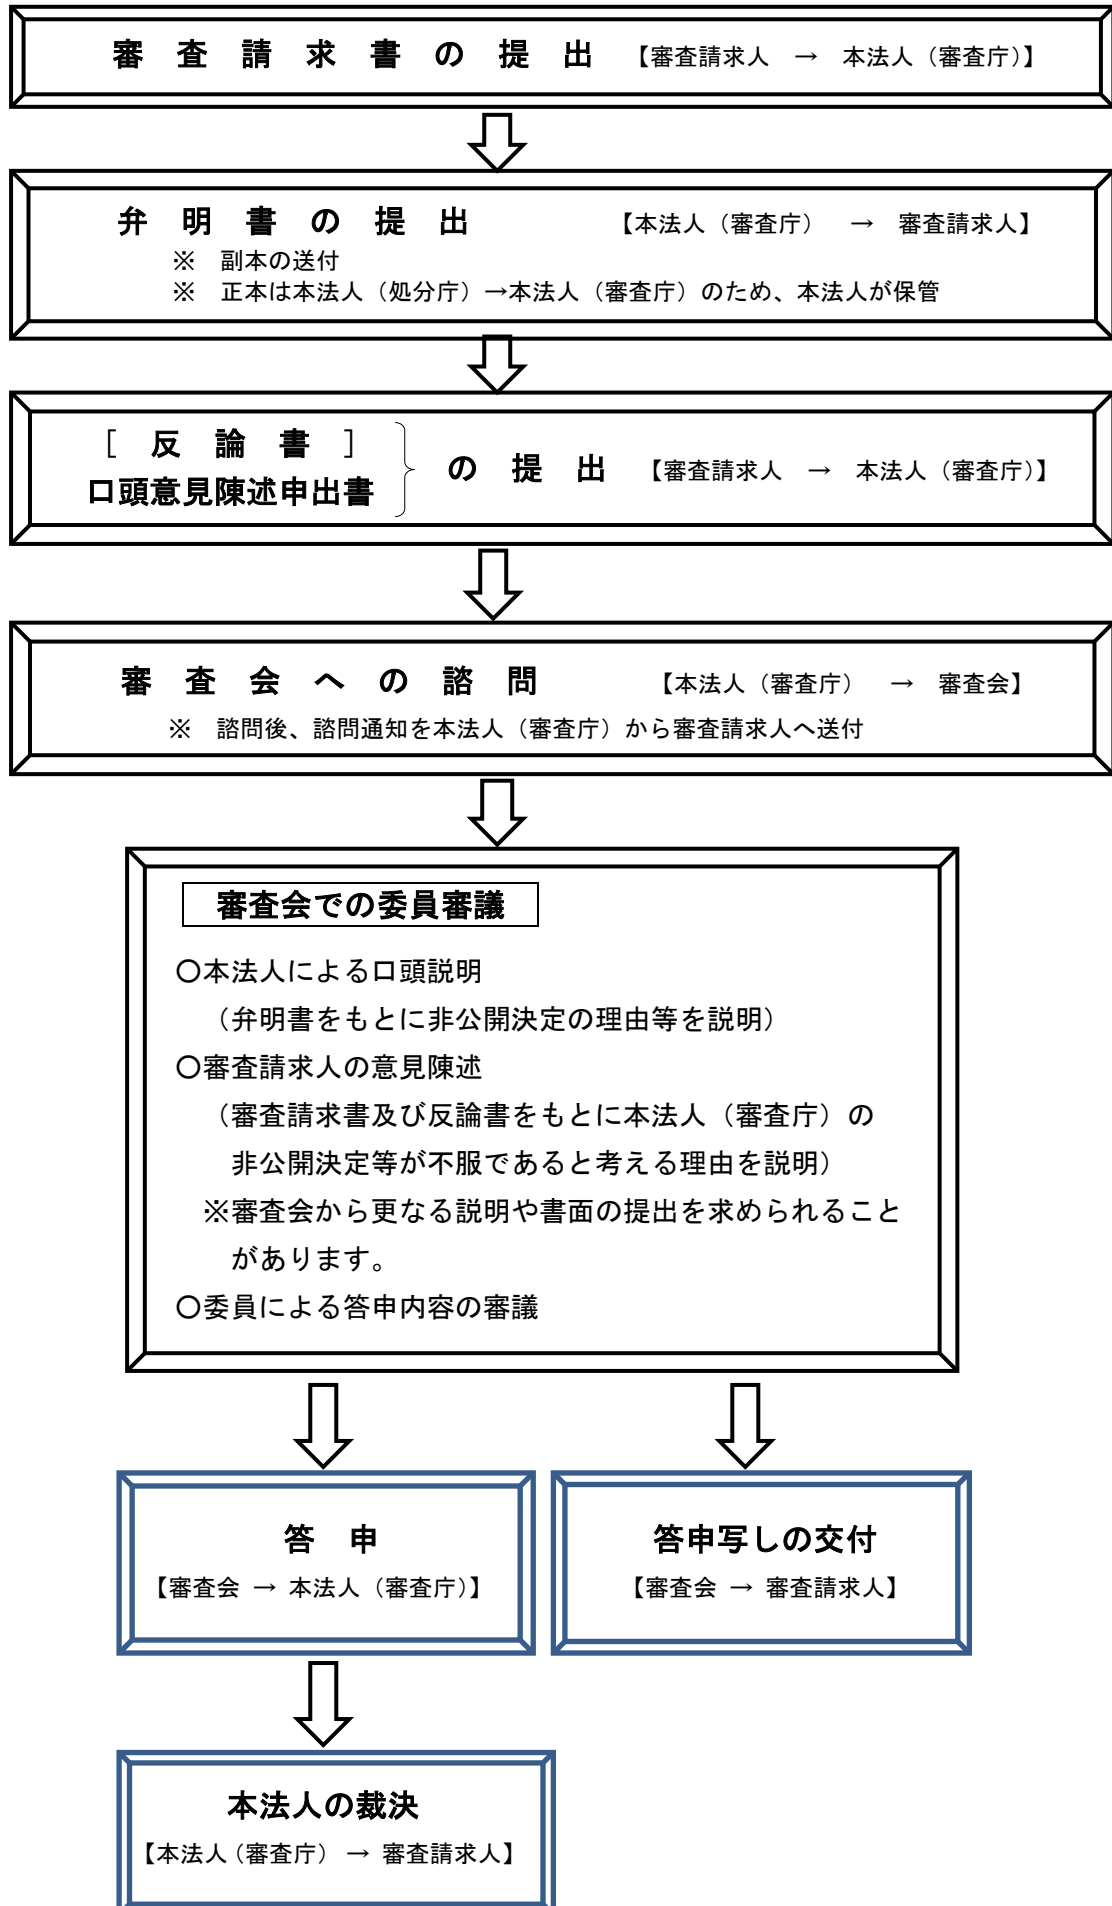 審査請求書の提出 【審査請求人 → 本法人（審査庁）】
弁明書の提出 【本法人（審査庁） → 審査請求人】
※ 副本の送付
※ 正本は本法人（処分庁）→本法人（審査庁）のため、本法人が保管
［反論書］
口頭意見陳述申出書
の提出 【審査請求人 → 本法人（審査庁）】
審査会への諮問 【本法人（審査庁） → 審査会】
※ 諮問後、諮問通知を本法人（審査庁）から審査請求人へ送付
審査会での委員審議
○本法人による口頭説明
（弁明書をもとに非公開決定の理由等を説明）
○審査請求人の意見陳述
（審査請求書及び反論書をもとに本法人（審査庁）の
非公開決定等が不服であると考える理由を説明）
※審査会から更なる説明や書面の提出を求められること
があります。
○委員による答申内容の審議
答 申
【審査会 → 本法人（審査庁）】
答申写しの交付
【審査会 → 審査請求人】
本法人の裁決
【本法人（審査庁） → 審査請求人】